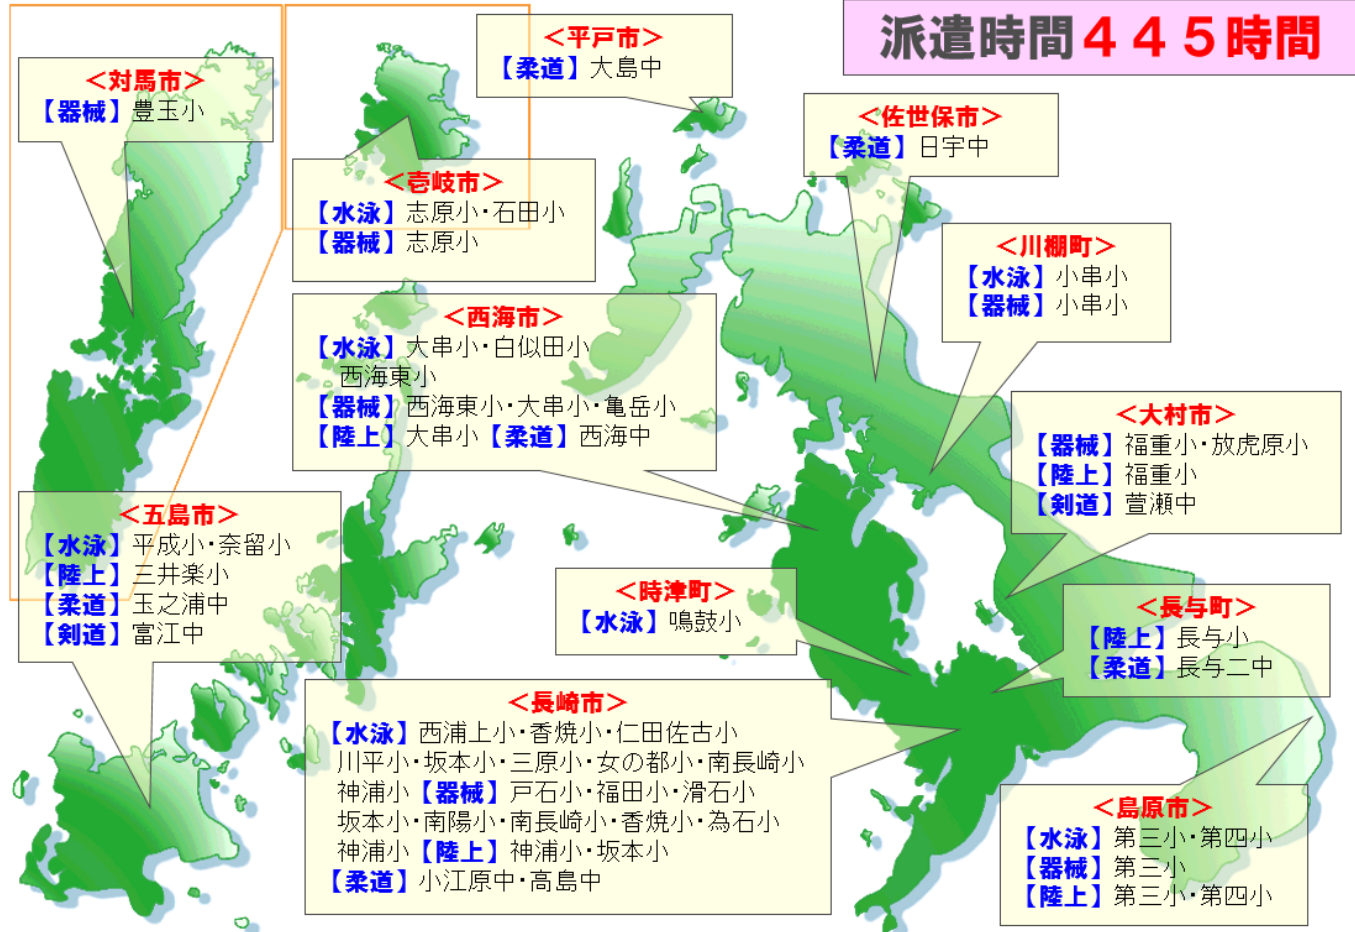 派遣時間445時間
<対馬市>
【器械】豊玉小
<壱岐市>
【水泳】志原小・石田小
【器械】志原小
<平戸市>
【柔道】大島中
<佐世保市>
【柔道】日宇中
<川棚町>
【水泳】小串小
【器械】小串小
<西海市>
【水泳】大串小・白似田小
西海東小
【器械】西海東小・大串小・亀岳小
【陸上】大串小【柔道】西海中
<大村市>
【器械】福重小・放虎原小
【陸上】福重小
【剣道】萱瀬中
<五島市>
【水泳】平成小・奈留小
【陸上】三井楽小
【柔道】玉之浦中
【剣道】富江中
<時津町>
【水泳】鳴鼓小
<長与町>
【陸上】長与小
【柔道】長与二中
<長崎市>
【水泳】西浦上小・香焼小・仁田佐古小
川平小・坂本小・三原小・女の都小・南長崎小
神浦小【器械】戸石小・福田小・滑石小
坂本小・南陽小・南長崎小・香焼小・為石小
神浦小【陸上】神浦小・坂本小
【柔道】小江原中・高島中
<島原市>
【水泳】第三小・第四小
【器械】第三小
【陸上】第三小・第四小